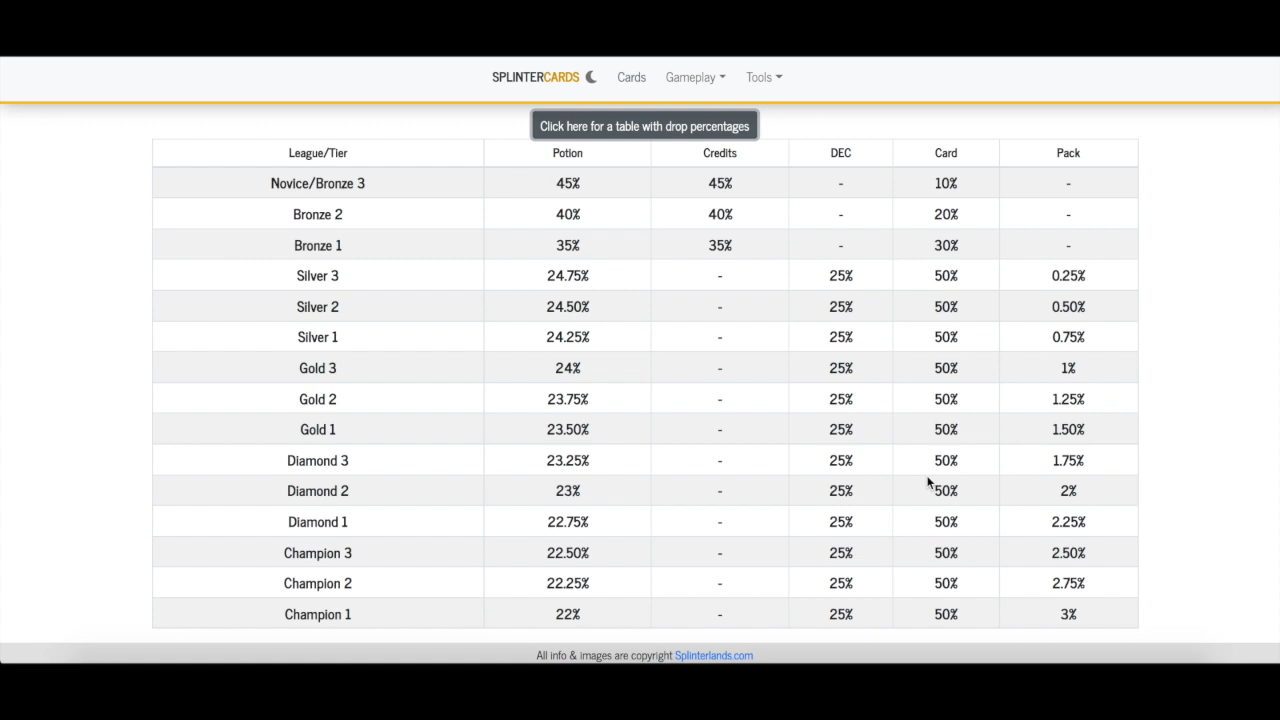 SPLINTERCARDS Cards Gameplay Tools
Click here for a table with drop percentages
League/Tier Potion Credits DEC Card Pack
Novice/Bronze 3 45% 45% - 10% -
Bronze 2 40% 40% - 20% -
Bronze 1 35% 35% - 30% -
Silver 3 24.75% - 25% 50% 0.25%
Silver 2 24.50% - 25% 50% 0.50%
Silver 1 24.25% - 25% 50% 0.75%
Gold 3 24% - 25% 50% 1%
Gold 2 23.75% - 25% 50% 1.25%
Gold 1 23.50% - 25% 50% 1.50%
Diamond 3 23.25% - 25% 50% 1.75%
Diamond 2 23% - 25% 50% 2%
Diamond 1 22.75% - 25% 50% 2.25%
Champion 3 22.50% - 25% 50% 2.50%
Champion 2 22.25% - 25% 50% 2.75%
Champion 1 22% - 25% 50% 3%
All info & images are copyright Splinterlands.com